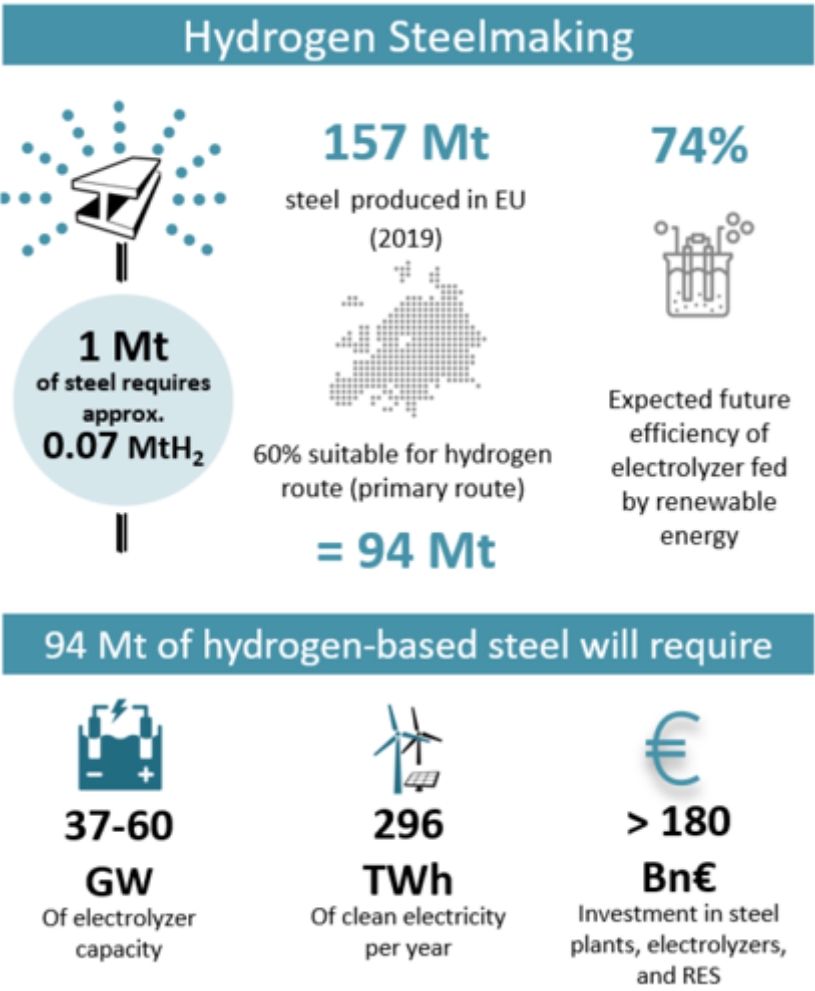 Hydrogen Steelmaking
1 Mt
of steel requires
approx.
0.07 MtH₂
157 Mt
steel produced in EU
(2019)
60% suitable for hydrogen
route (primary route)
= 94 Mt
74%
Expected future
efficiency of
electrolyzer fed
by renewable
energy
94 Mt of hydrogen-based steel will require
37-60
GW
Of electrolyzer
capacity
296
TWh
Of clean electricity
per year
€
> 180
Bn€
Investment in steel
plants, electrolyzers,
and RES